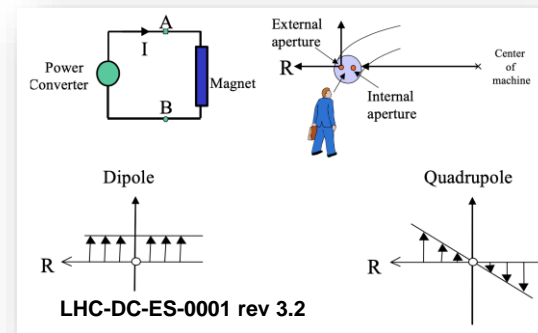 A
I
Power
Converter
Magnet
B
External
aperture
R
Center
of
machine
Internal
aperture
Dipole
R
Quadrupole
R
LHC-DC-ES-0001 rev 3.2